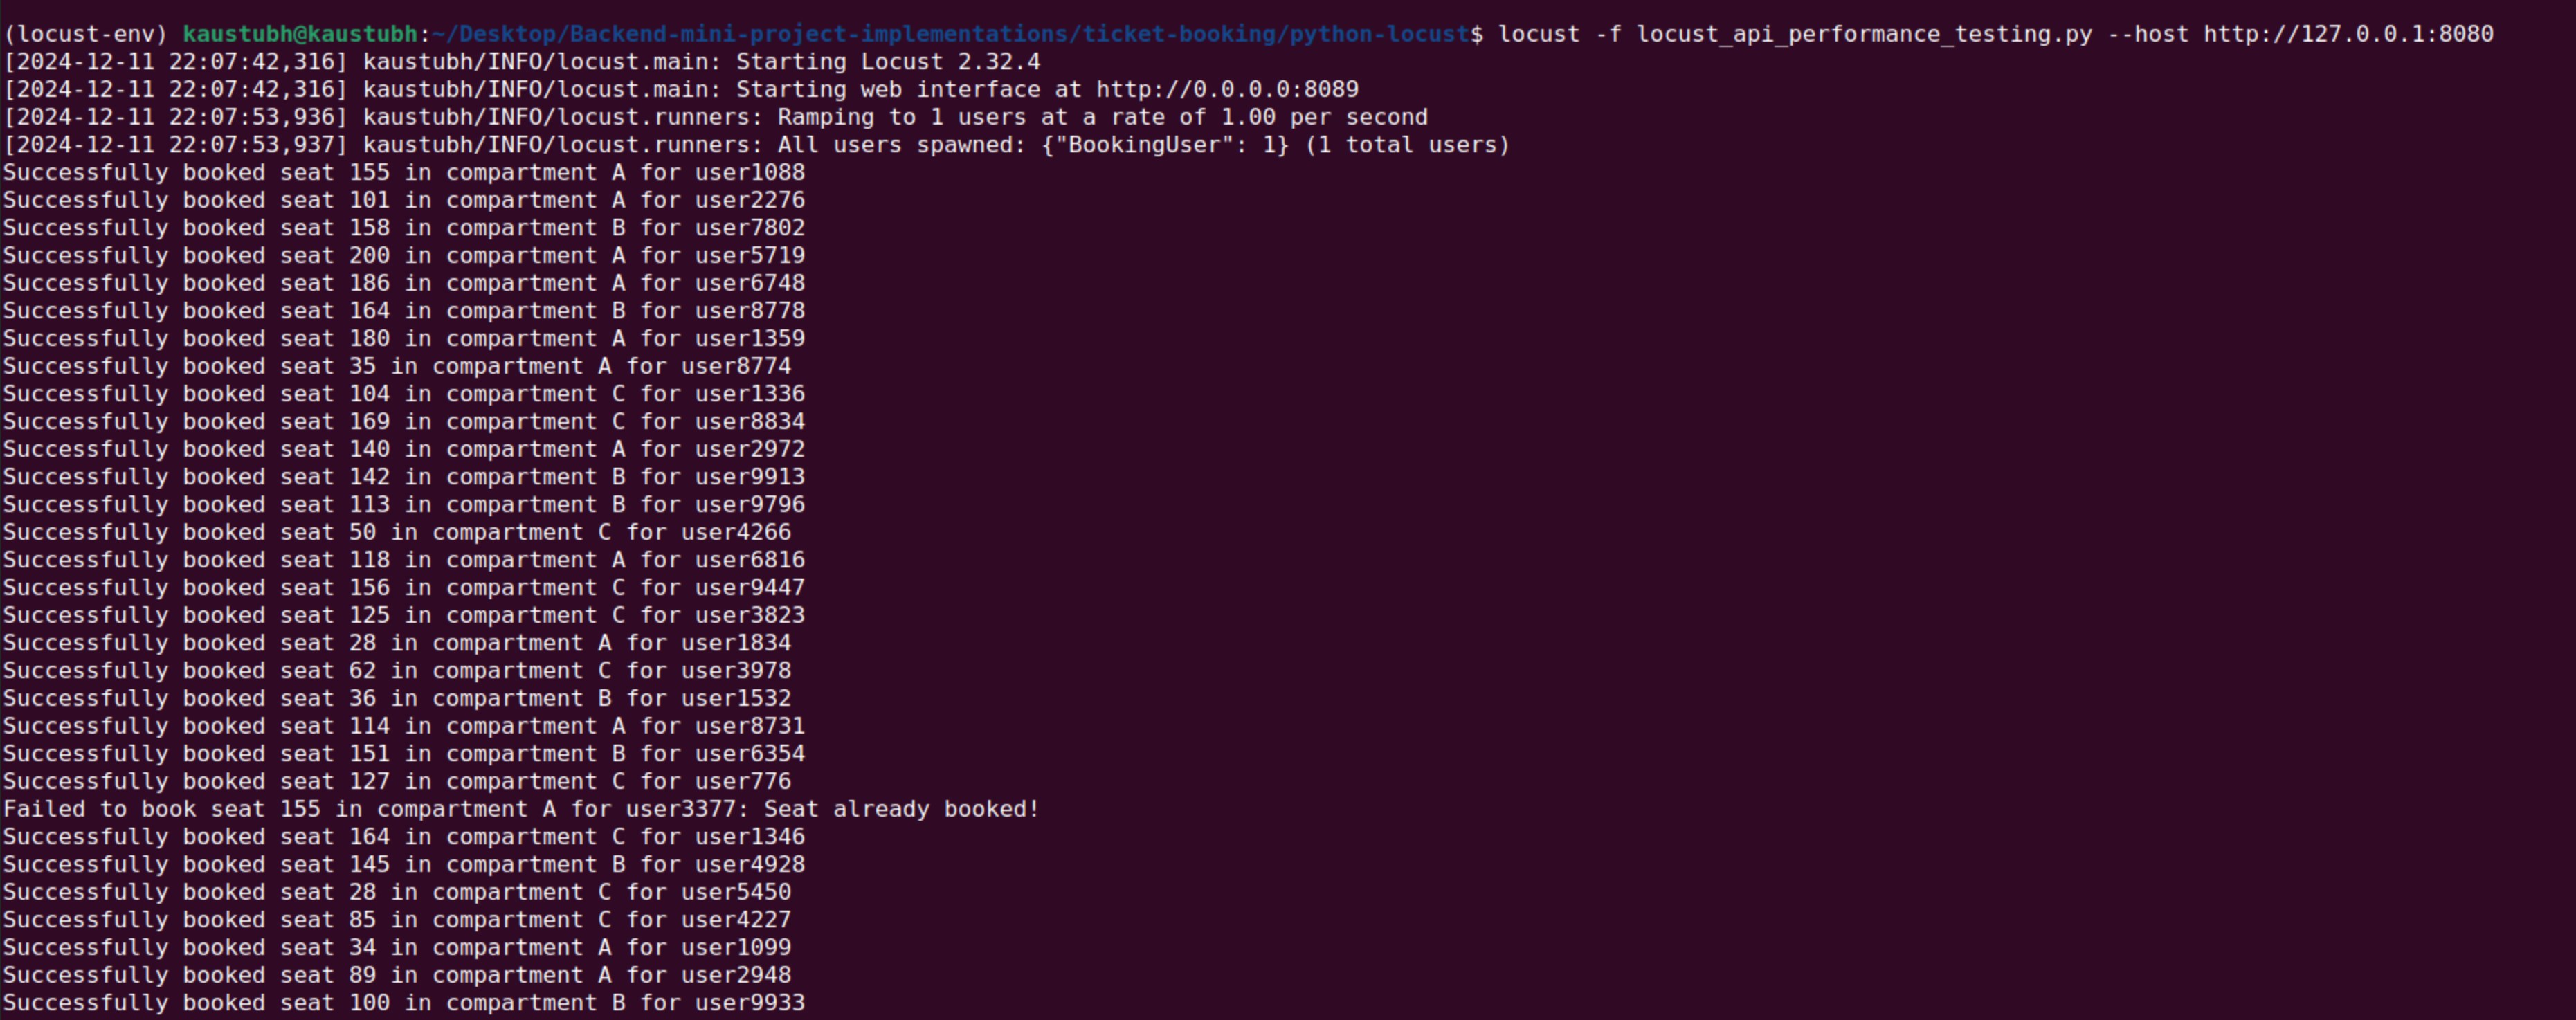 (locust-env) kaustubh@kaustubh:~/Desktop/Backend-mini-project-implementations/ticket-booking/python-locust$ locust -f locust_api_performance_testing.py --host http://127.0.0.1:8080
[2024-12-11 22:07:42,316] kaustubh/INFO/locust.main: Starting Locust 2.32.4
[2024-12-11 22:07:42,316] kaustubh/INFO/locust.main: Starting web interface at http://0.0.0.0:8089
[2024-12-11 22:07:53,936] kaustubh/INFO/locust.runners: Ramping to 1 users at a rate of 1.00 per second
[2024-12-11 22:07:53,937] kaustubh/INFO/locust.runners: All users spawned: {"BookingUser": 1} (1 total users)
Successfully booked seat 155 in compartment A for user1088
Successfully booked seat 101 in compartment A for user2276
Successfully booked seat 158 in compartment B for user7802
Successfully booked seat 200 in compartment A for user5719
Successfully booked seat 186 in compartment A for user6748
Successfully booked seat 164 in compartment B for user8778
Successfully booked seat 180 in compartment A for user1359
Successfully booked seat 35 in compartment A for user8774
Successfully booked seat 104 in compartment C for user1336
Successfully booked seat 169 in compartment C for user8834
Successfully booked seat 140 in compartment A for user2972
Successfully booked seat 142 in compartment B for user9913
Successfully booked seat 113 in compartment B for user9796
Successfully booked seat 50 in compartment C for user4266
Successfully booked seat 118 in compartment A for user6816
Successfully booked seat 156 in compartment C for user9447
Successfully booked seat 125 in compartment C for user3823
Successfully booked seat 28 in compartment A for user1834
Successfully booked seat 62 in compartment C for user3978
Successfully booked seat 36 in compartment B for user1532
Successfully booked seat 114 in compartment A for user8731
Successfully booked seat 151 in compartment B for user6354
Successfully booked seat 127 in compartment C for user776
Failed to book seat 155 in compartment A for user3377: Seat already booked!
Successfully booked seat 164 in compartment C for user1346
Successfully booked seat 145 in compartment B for user4928
Successfully booked seat 28 in compartment C for user5450
Successfully booked seat 85 in compartment C for user4227
Successfully booked seat 34 in compartment A for user1099
Successfully booked seat 89 in compartment A for user2948
Successfully booked seat 100 in compartment B for user9933